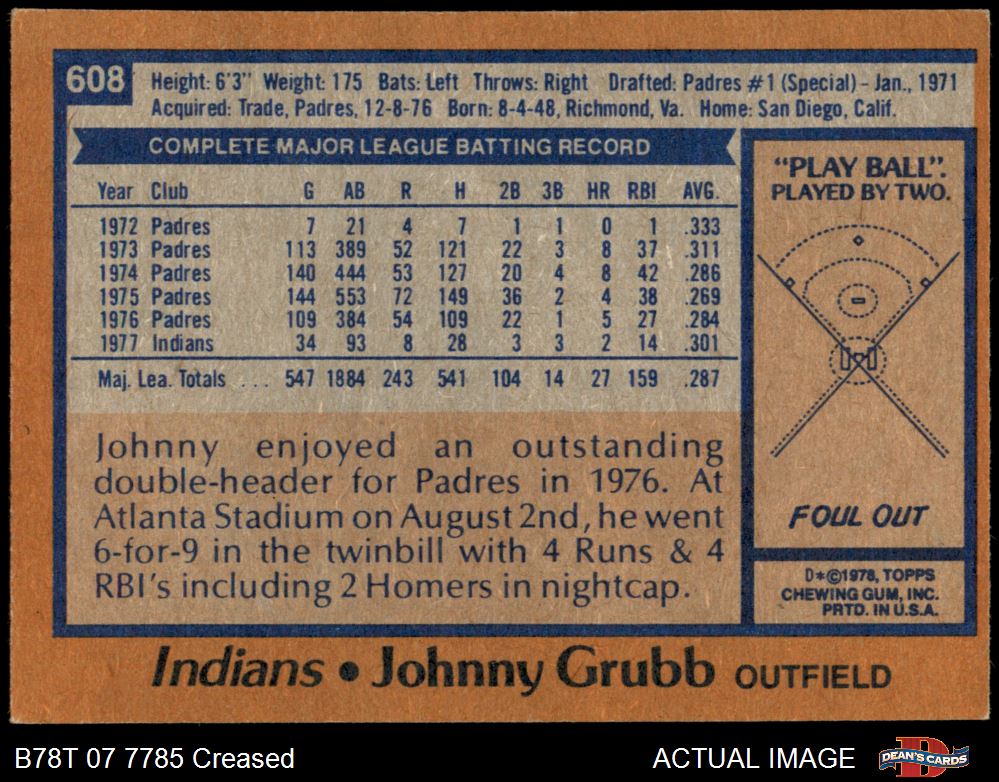 608
Height: 6'3" Weight: 175 Bats: Left Throws: Right Drafted: Padres #1 (Special) - Jan., 1971
Acquired: Trade, Padres, 12-8-76 Born: 8-4-48, Richmond, Va. Home: San Diego, Calif.
COMPLETE MAJOR LEAGUE BATTING RECORD
Year Club G AB R H 2B 3B HR RBI AVG.
1972 Padres 7 21 4 7 1 1 0 1 .333
1973 Padres 113 389 52 121 22 3 8 37 .311
1974 Padres 140 444 53 127 20 4 8 42 .286
1975 Padres 144 553 72 149 36 2 4 38 .269
1976 Padres 109 384 54 109 22 1 5 27 .284
1977 Indians 34 93 8 28 3 3 2 14 .301
Maj. Lea. Totals ... 547 1884 243 541 104 14 27 159 .287
Johnny enjoyed an outstanding
double-header for Padres in 1976. At
Atlanta Stadium on August 2nd, he went
6-for-9 in the twinbill with 4 Runs & 4
RBI's including 2 Homers in nightcap.
"PLAY BALL".
PLAYED BY TWO.
FOUL OUT
D*©1978, TOPPS
CHEWING GUM, INC.
PRTD. IN U.S.A.
Indians • Johnny Grubb OUTFIELD
B78T 07 7785 Creased
ACTUAL IMAGE
DEAN'S CARDS